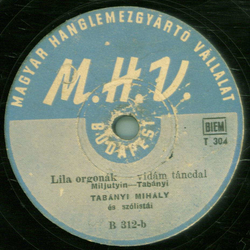 MAGYAR HANGLEMEZGYÁRTÓ VÁLLALAT
M.H.V.
BUDAPEST
BIEM
T 304
Lila orgonák — vidám táncdal
Miljutyin—Tabányi
TABÁNYI MIHÁLY
és szólistái
B 312-b